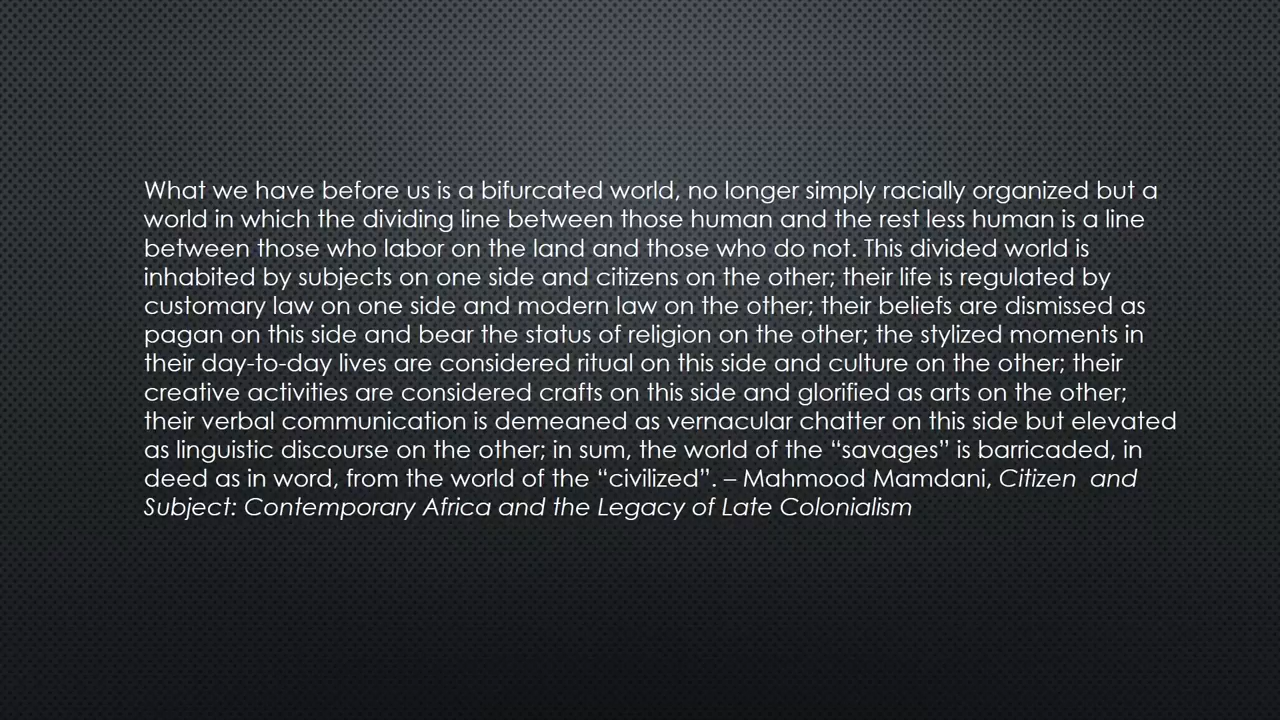 What we have before us is a bifurcated world, no longer simply racially organized but a
world in which the dividing line between those human and the rest less human is a line
between those who labor on the land and those who do not. This divided world is
inhabited by subjects on one side and citizens on the other; their life is regulated by
customary law on one side and modern law on the other; their beliefs are dismissed as
pagan on this side and bear the status of religion on the other; the stylized moments in
their day-to-day lives are considered ritual on this side and culture on the other; their
creative activities are considered crafts on this side and glorified as arts on the other;
their verbal communication is demeaned as vernacular chatter on this side but elevated
as linguistic discourse on the other; in sum, the world of the “savages” is barricaded, in
deed as in word, from the world of the “civilized”. – Mahmood Mamdani, Citizen  and
Subject: Contemporary Africa and the Legacy of Late Colonialism